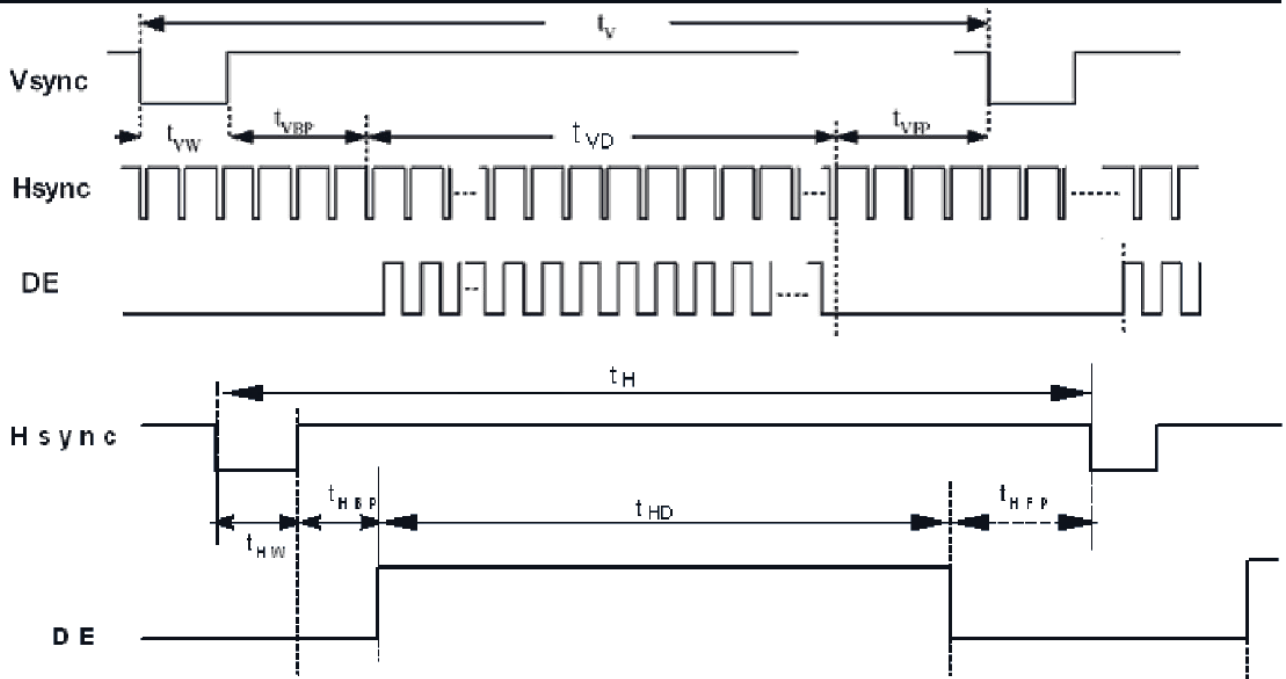 tV
Vsync
tVW tVBP tVD tVFP
Hsync
DE
tH
Hsync
tHBP tHD tHFP
tHW
DE